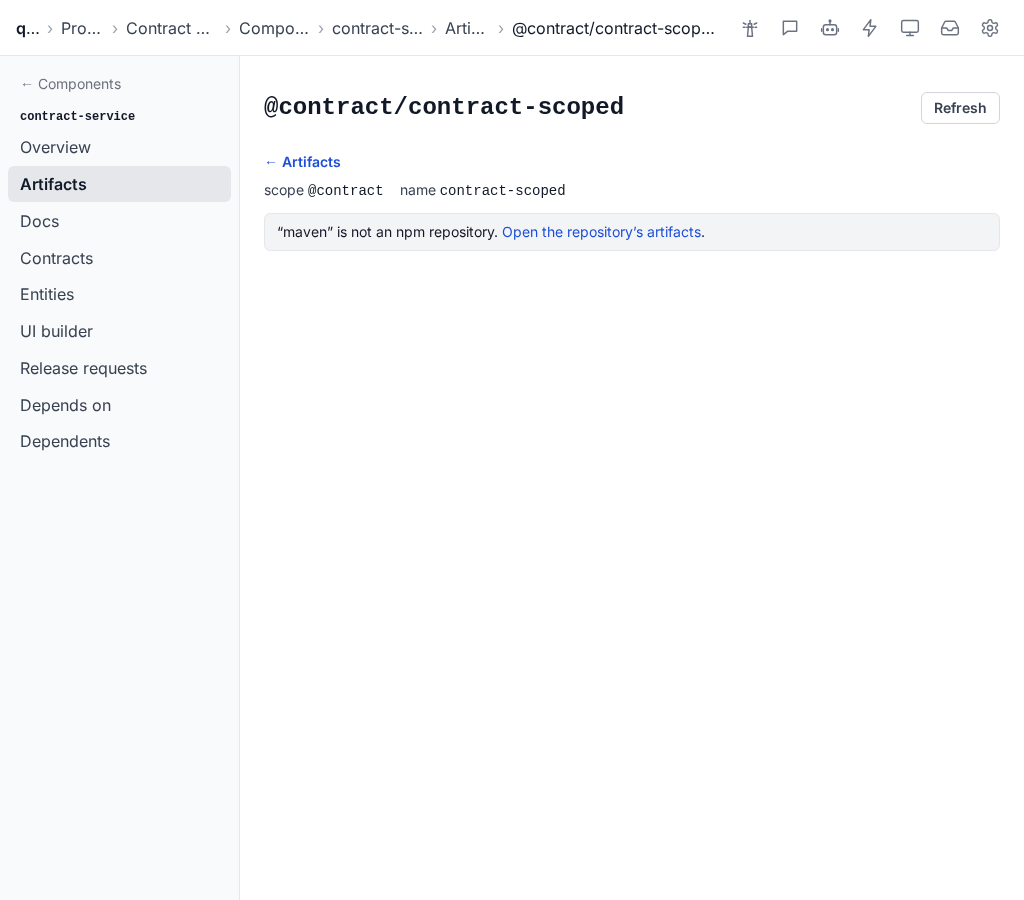 q... › Pro... › Contract ... › Compo... › contract-s... › Arti... › @contract/contract-scop...
← Components
contract-service
Overview
Artifacts
Docs
Contracts
Entities
UI builder
Release requests
Depends on
Dependents
@contract/contract-scoped
Refresh
← Artifacts
scope @contract name contract-scoped
“maven” is not an npm repository. Open the repository’s artifacts.